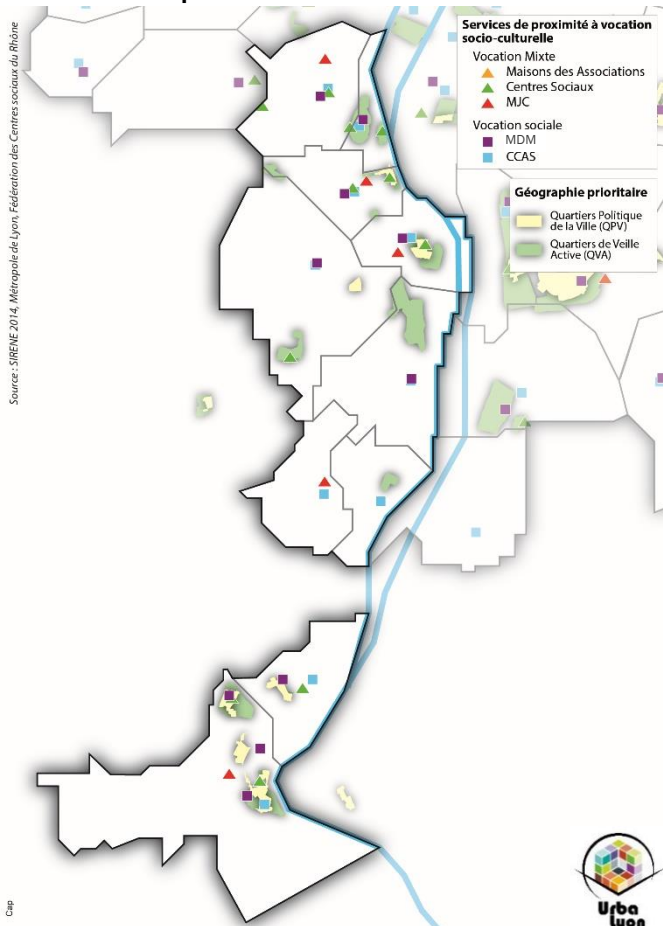 Services de proximité à vocation
socio-culturelle
Vocation Mixte
Maisons des Associations
Centres Sociaux
MJC
Vocation sociale
MDM
CCAS
Géographie prioritaire
Quartiers Politique
de la Ville (QPV)
Quartiers de Veille
Active (QVA)
Source : SIRENE 2014, Métropole de Lyon, Fédération des Centres sociaux du Rhône
Cap
Urba
Lyon